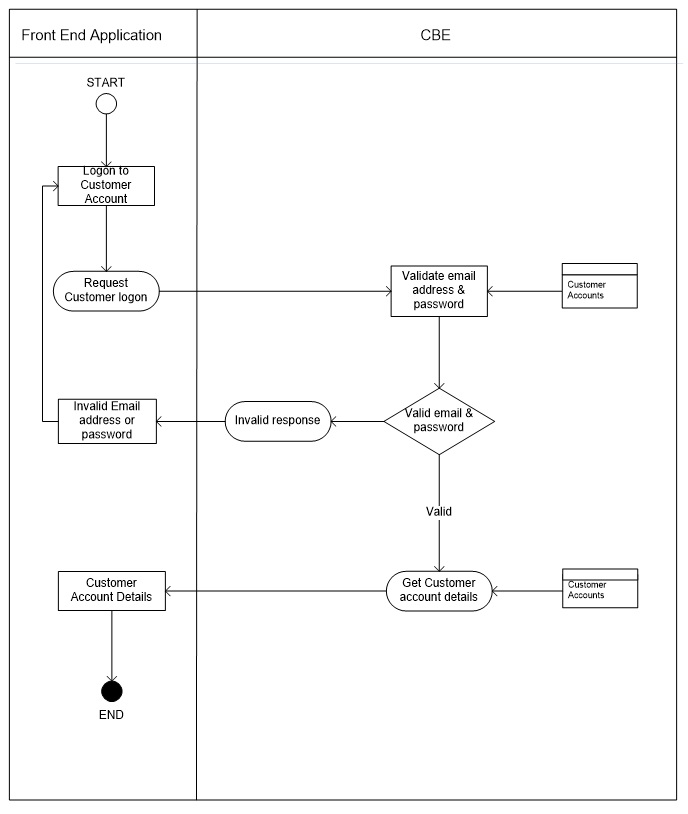 Front End Application
CBE
START
Logon to
Customer
Account
Request
Customer logon
Validate email
address &
password
Customer
Accounts
Invalid Email
address or
password
Invalid response
Valid email &
password
Valid
Customer
Account Details
Get Customer
account details
Customer
Accounts
END